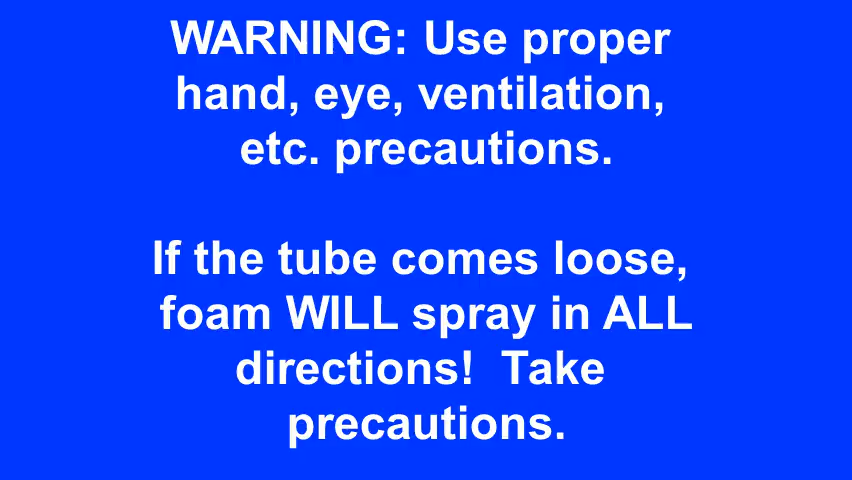 WARNING: Use proper
hand, eye, ventilation,
etc. precautions.
If the tube comes loose,
foam WILL spray in ALL
directions!  Take
precautions.